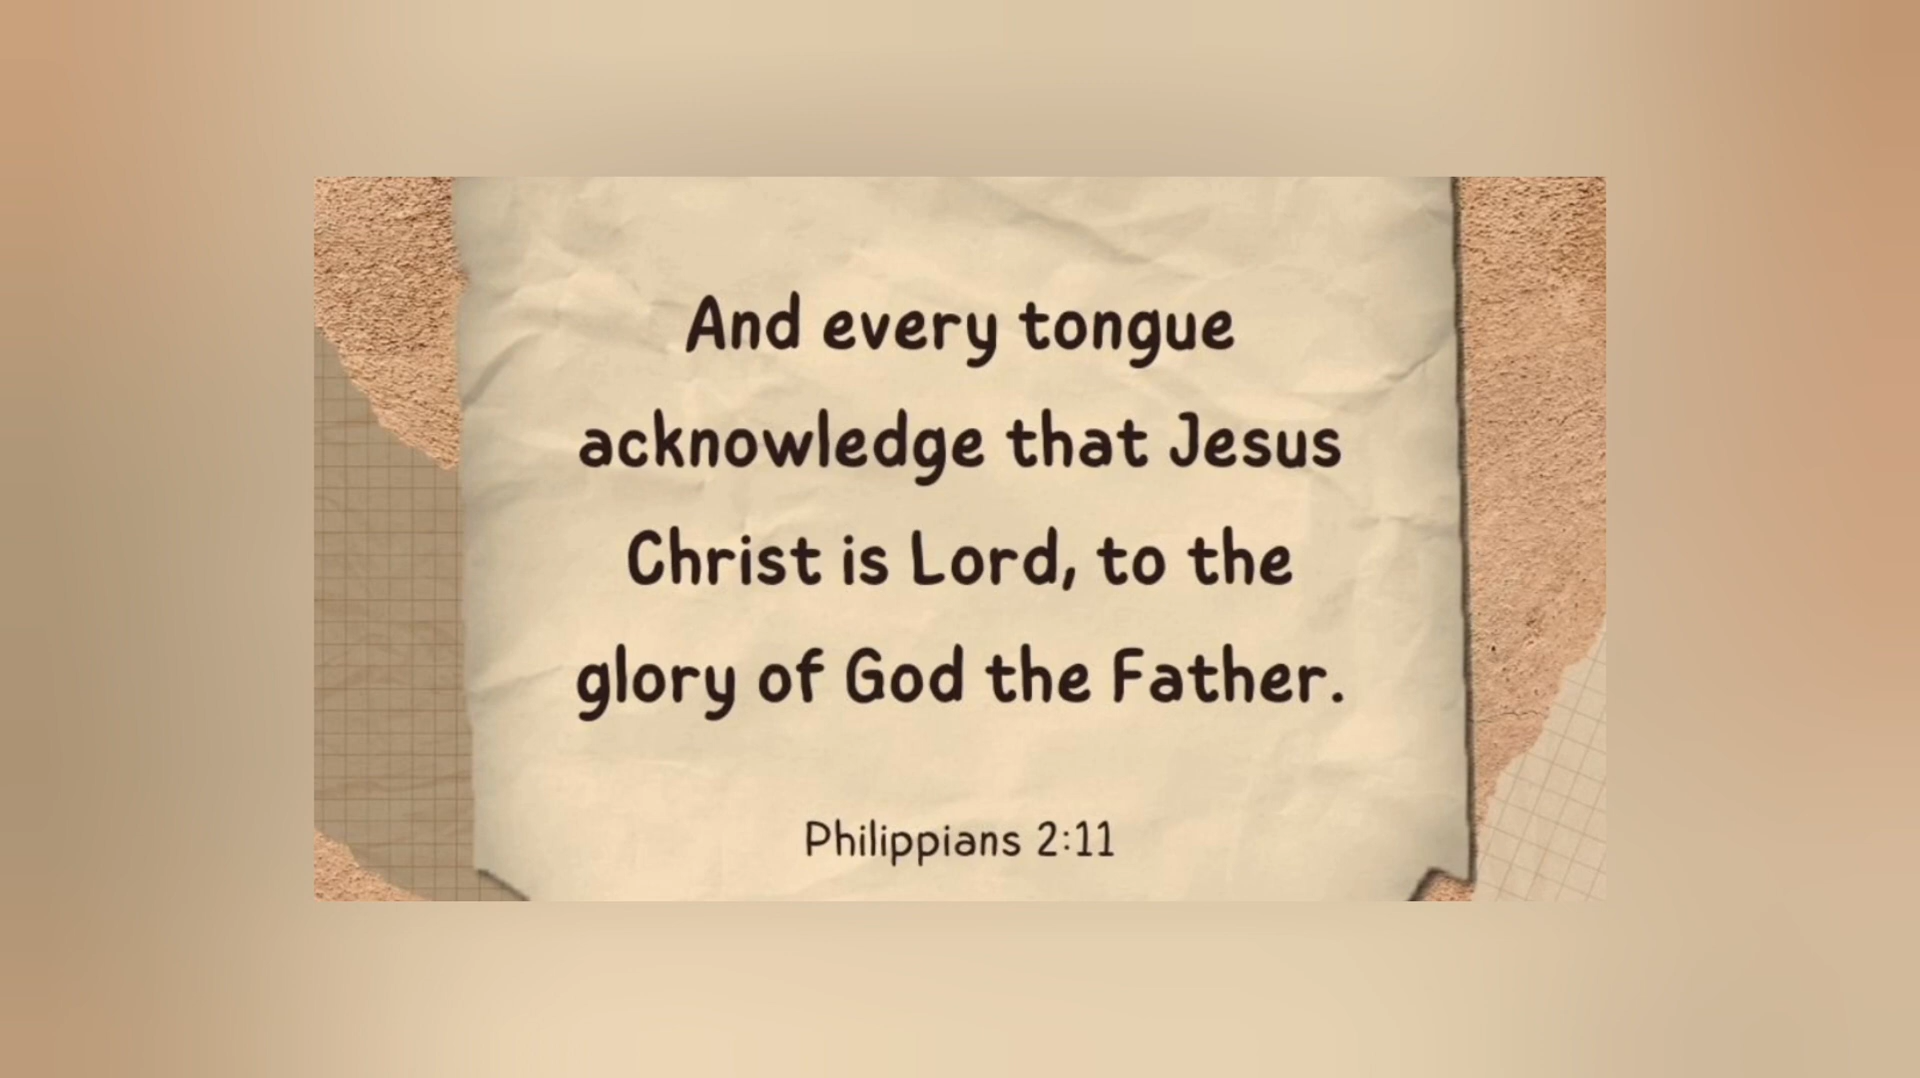 And every tongue
acknowledge that Jesus
Christ is Lord, to the
glory of God the Father.
Philippians 2:11